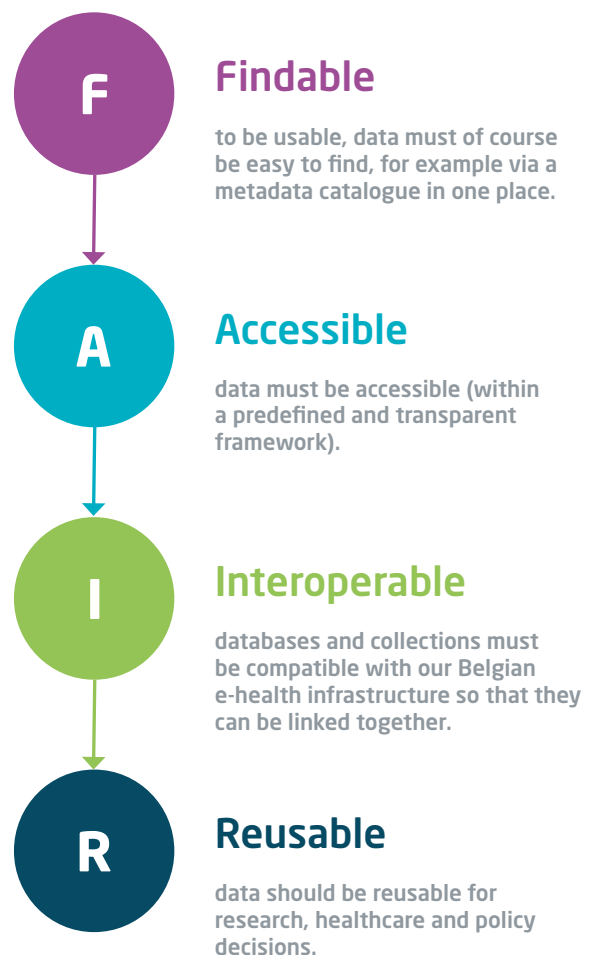 F
Findable
to be usable, data must of course
be easy to find, for example via a
metadata catalogue in one place.
A
Accessible
data must be accessible (within
a predefined and transparent
framework).
I
Interoperable
databases and collections must
be compatible with our Belgian
e-health infrastructure so that they
can be linked together.
R
Reusable
data should be reusable for
research, healthcare and policy
decisions.